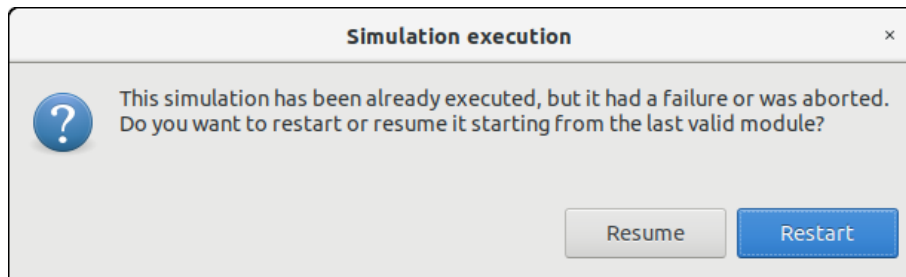 Simulation execution
This simulation has been already executed, but it had a failure or was aborted.
Do you want to restart or resume it starting from the last valid module?
Resume Restart